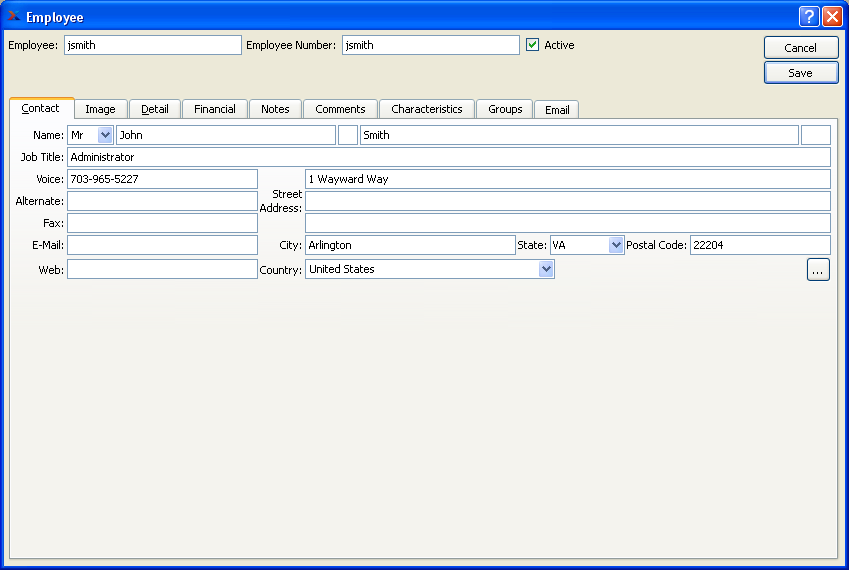 Employee
Employee: jsmith Employee Number: jsmith Active
Cancel
Save
Contact Image Detail Financial Notes Comments Characteristics Groups Email
Name: Mr John Smith
Job Title: Administrator
Voice: 703-965-5227 1 Wayward Way
Alternate: Street Address:
Fax:
E-Mail: City: Arlington State: VA Postal Code: 22204
Web: Country: United States ...